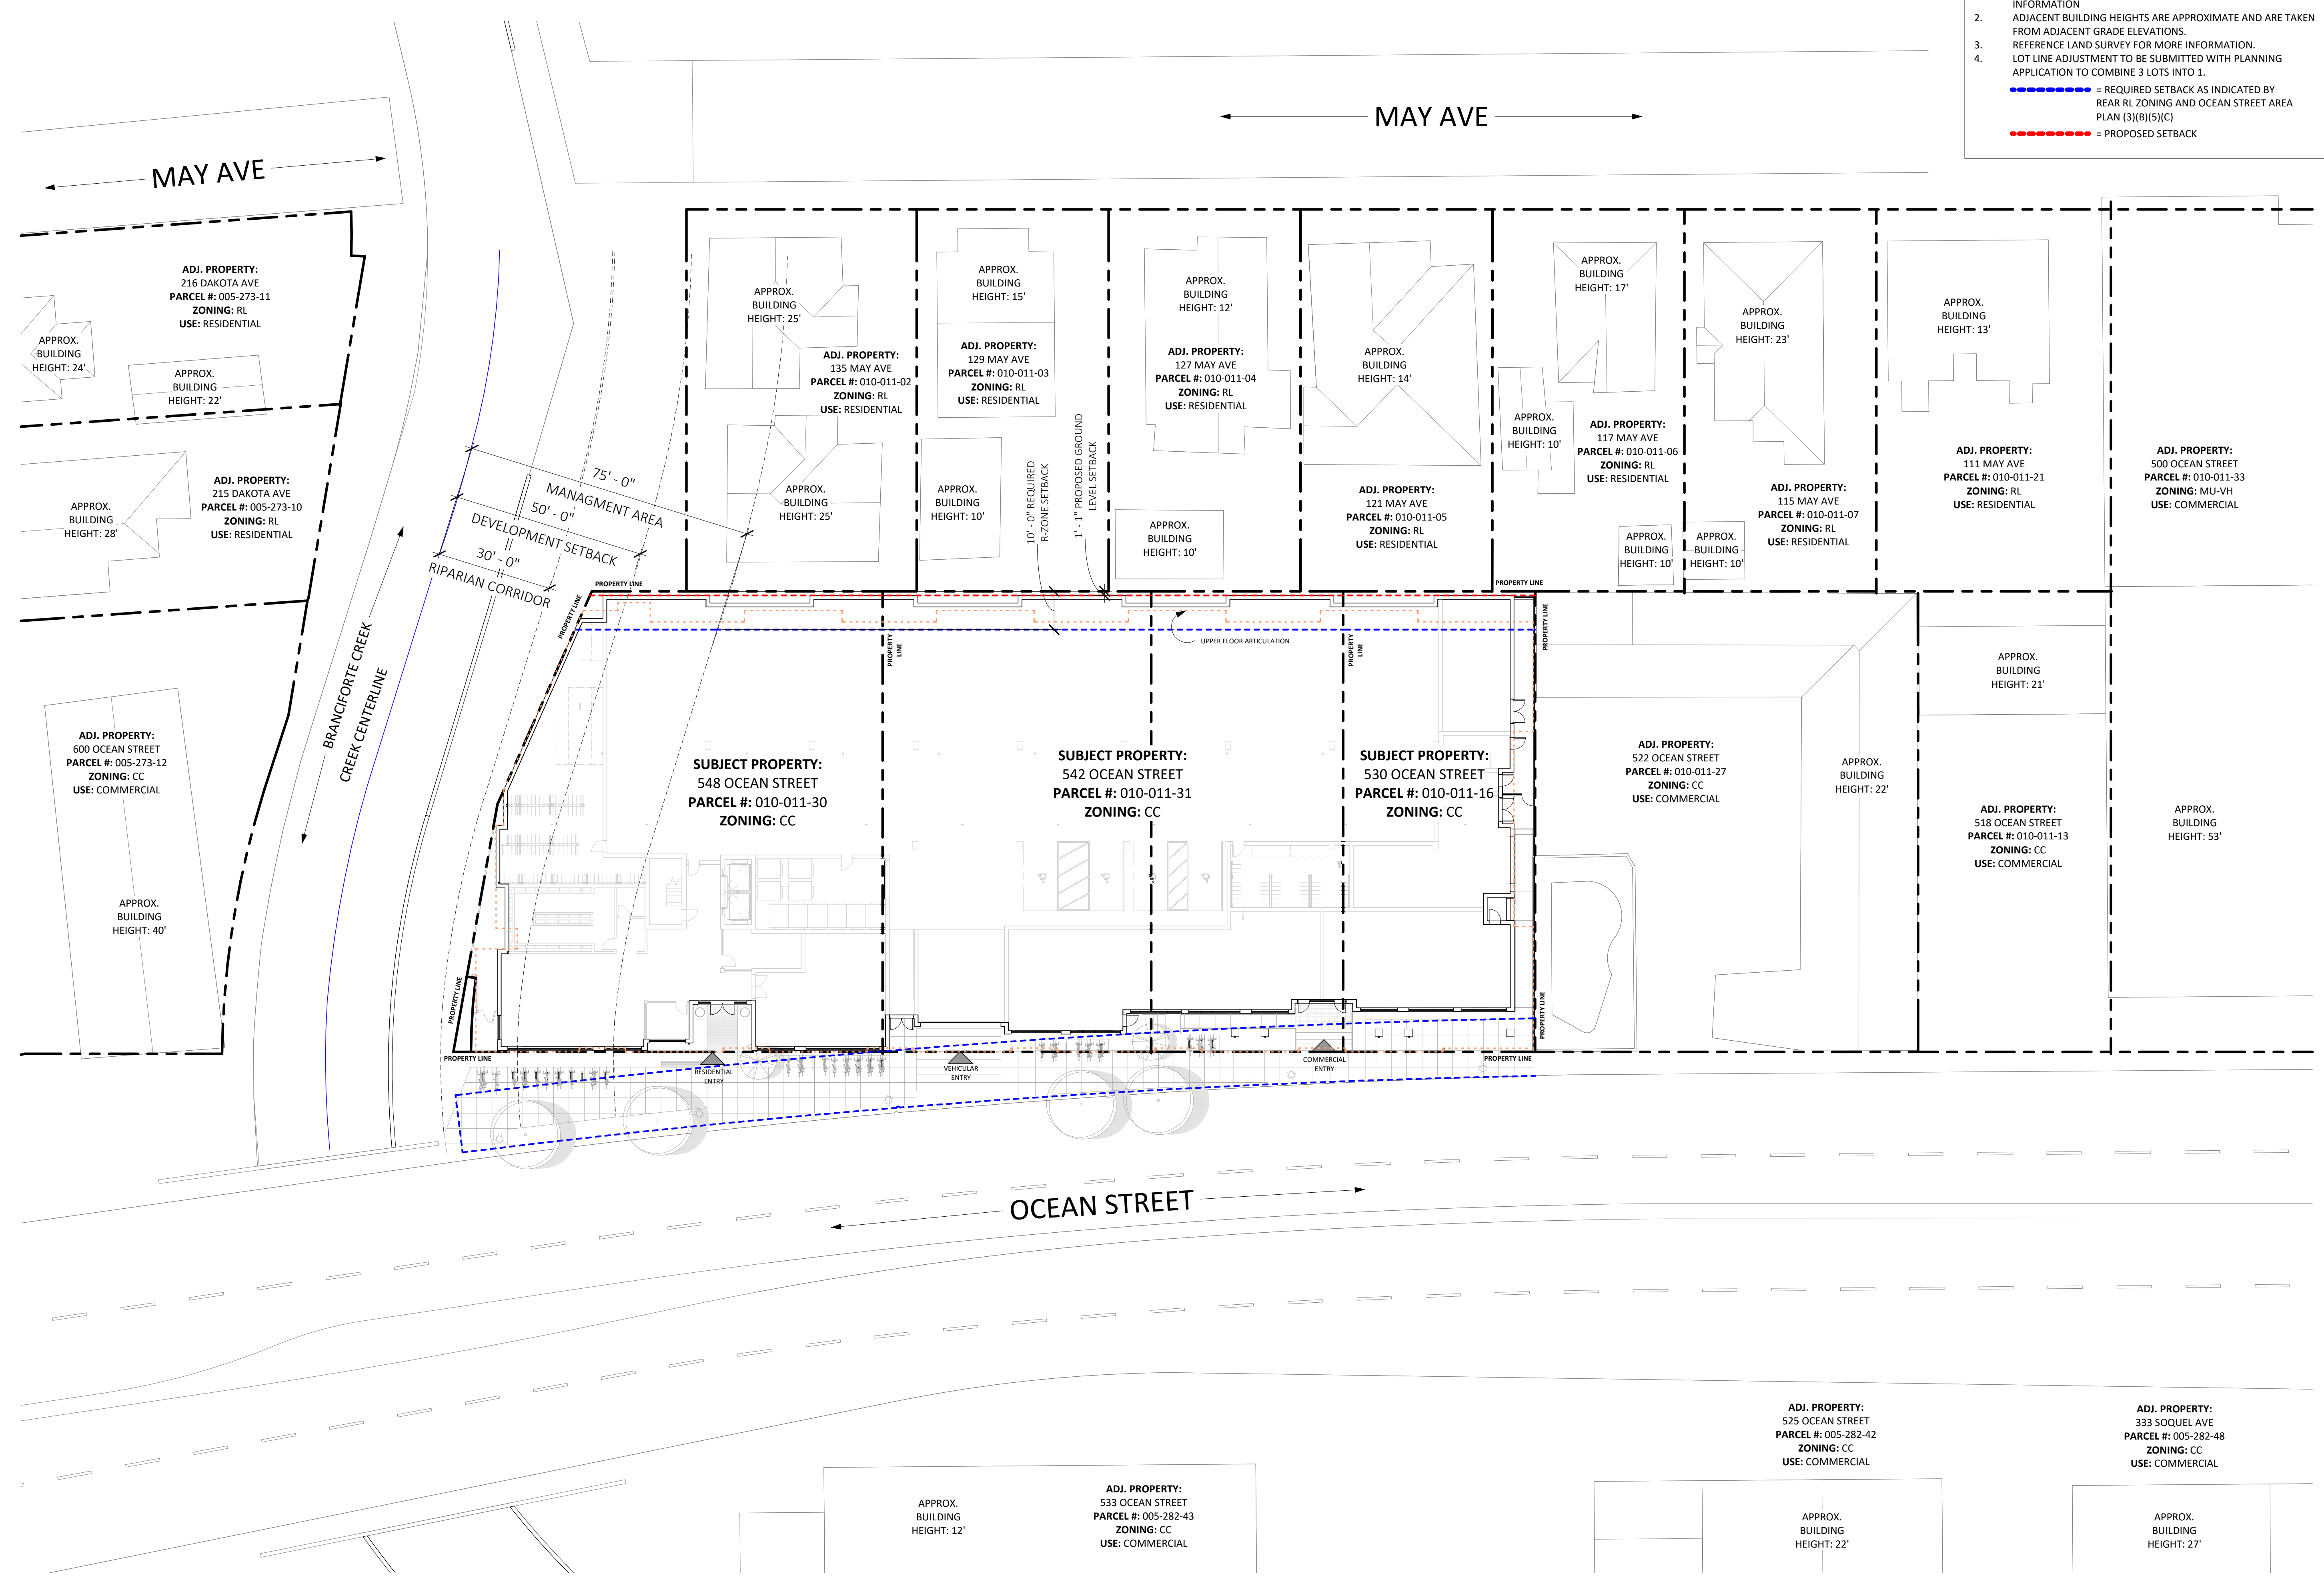 INFORMATION
2. ADJACENT BUILDING HEIGHTS ARE APPROXIMATE AND ARE TAKEN
FROM ADJACENT GRADE ELEVATIONS.
3. REFERENCE LAND SURVEY FOR MORE INFORMATION.
4. LOT LINE ADJUSTMENT TO BE SUBMITTED WITH PLANNING
APPLICATION TO COMBINE 3 LOTS INTO 1.
= REQUIRED SETBACK AS INDICATED BY
REAR RL ZONING AND OCEAN STREET AREA
PLAN (3)(B)(5)(C)
= PROPOSED SETBACK
MAY AVE
MAY AVE
ADJ. PROPERTY:
216 DAKOTA AVE
PARCEL #: 005-273-11
ZONING: RL
USE: RESIDENTIAL
APPROX.
BUILDING
HEIGHT: 24'
APPROX.
BUILDING
HEIGHT: 22'
APPROX.
BUILDING
HEIGHT: 28'
ADJ. PROPERTY:
215 DAKOTA AVE
PARCEL #: 005-273-10
ZONING: RL
USE: RESIDENTIAL
75' - 0"
MANAGMENT AREA
50' - 0"
DEVELOPMENT SETBACK
30' - 0"
RIPARIAN CORRIDOR
BRANCIFORTE CREEK
CREEK CENTERLINE
ADJ. PROPERTY:
600 OCEAN STREET
PARCEL #: 005-273-12
ZONING: CC
USE: COMMERCIAL
APPROX.
BUILDING
HEIGHT: 40'
APPROX.
BUILDING
HEIGHT: 25'
ADJ. PROPERTY:
135 MAY AVE
PARCEL #: 010-011-02
ZONING: RL
USE: RESIDENTIAL
APPROX.
BUILDING
HEIGHT: 25'
APPROX.
BUILDING
HEIGHT: 15'
ADJ. PROPERTY:
129 MAY AVE
PARCEL #: 010-011-03
ZONING: RL
USE: RESIDENTIAL
APPROX.
BUILDING
HEIGHT: 10'
10' - 0" REQUIRED
R-ZONE SETBACK
1' - 1" PROPOSED GROUND
LEVEL SETBACK
APPROX.
BUILDING
HEIGHT: 12'
ADJ. PROPERTY:
127 MAY AVE
PARCEL #: 010-011-04
ZONING: RL
USE: RESIDENTIAL
APPROX.
BUILDING
HEIGHT: 10'
APPROX.
BUILDING
HEIGHT: 14'
ADJ. PROPERTY:
121 MAY AVE
PARCEL #: 010-011-05
ZONING: RL
USE: RESIDENTIAL
APPROX.
BUILDING
HEIGHT: 17'
APPROX.
BUILDING
HEIGHT: 10'
ADJ. PROPERTY:
117 MAY AVE
PARCEL #: 010-011-06
ZONING: RL
USE: RESIDENTIAL
APPROX.
BUILDING
HEIGHT: 10'
APPROX.
BUILDING
HEIGHT: 23'
ADJ. PROPERTY:
115 MAY AVE
PARCEL #: 010-011-07
ZONING: RL
USE: RESIDENTIAL
APPROX.
BUILDING
HEIGHT: 10'
APPROX.
BUILDING
HEIGHT: 13'
ADJ. PROPERTY:
111 MAY AVE
PARCEL #: 010-011-21
ZONING: RL
USE: RESIDENTIAL
ADJ. PROPERTY:
500 OCEAN STREET
PARCEL #: 010-011-33
ZONING: MU-VH
USE: COMMERCIAL
PROPERTY LINE
PROPERTY LINE
PROPERTY LINE
PROPERTY
LINE
PROPERTY
LINE
PROPERTY LINE
UPPER FLOOR ARTICULATION
SUBJECT PROPERTY:
548 OCEAN STREET
PARCEL #: 010-011-30
ZONING: CC
SUBJECT PROPERTY:
542 OCEAN STREET
PARCEL #: 010-011-31
ZONING: CC
SUBJECT PROPERTY:
530 OCEAN STREET
PARCEL #: 010-011-16
ZONING: CC
ADJ. PROPERTY:
522 OCEAN STREET
PARCEL #: 010-011-27
ZONING: CC
USE: COMMERCIAL
APPROX.
BUILDING
HEIGHT: 22'
APPROX.
BUILDING
HEIGHT: 21'
ADJ. PROPERTY:
518 OCEAN STREET
PARCEL #: 010-011-13
ZONING: CC
USE: COMMERCIAL
APPROX.
BUILDING
HEIGHT: 53'
PROPERTY LINE
PROPERTY LINE
PROPERTY LINE
PROPERTY LINE
RESIDENTIAL
ENTRY
VEHICULAR
ENTRY
COMMERCIAL
ENTRY
OCEAN STREET
APPROX.
BUILDING
HEIGHT: 12'
ADJ. PROPERTY:
533 OCEAN STREET
PARCEL #: 005-282-43
ZONING: CC
USE: COMMERCIAL
ADJ. PROPERTY:
525 OCEAN STREET
PARCEL #: 005-282-42
ZONING: CC
USE: COMMERCIAL
APPROX.
BUILDING
HEIGHT: 22'
ADJ. PROPERTY:
333 SOQUEL AVE
PARCEL #: 005-282-48
ZONING: CC
USE: COMMERCIAL
APPROX.
BUILDING
HEIGHT: 27'